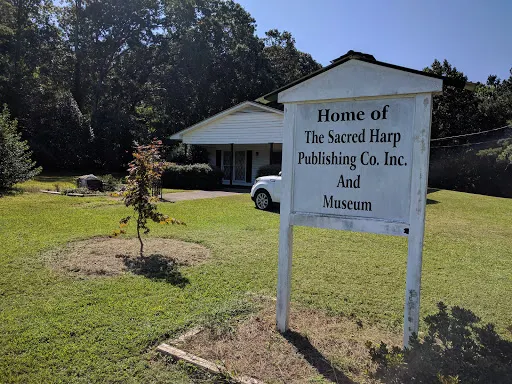 Home of
The Sacred Harp
Publishing Co. Inc.
And
Museum